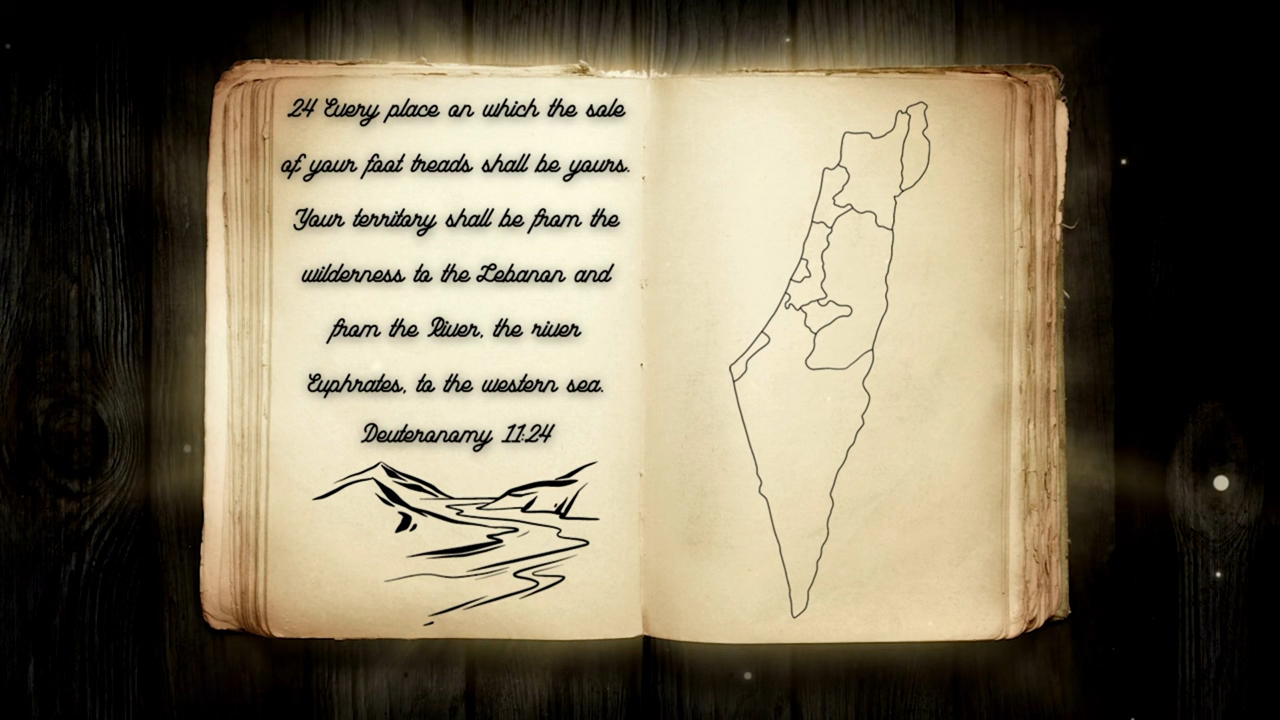 24 Every place on which the sole
of your foot treads shall be yours.
Your territory shall be from the
wilderness to the Lebanon and
from the River, the river
Euphrates, to the western sea.
Deuteronomy 11:24